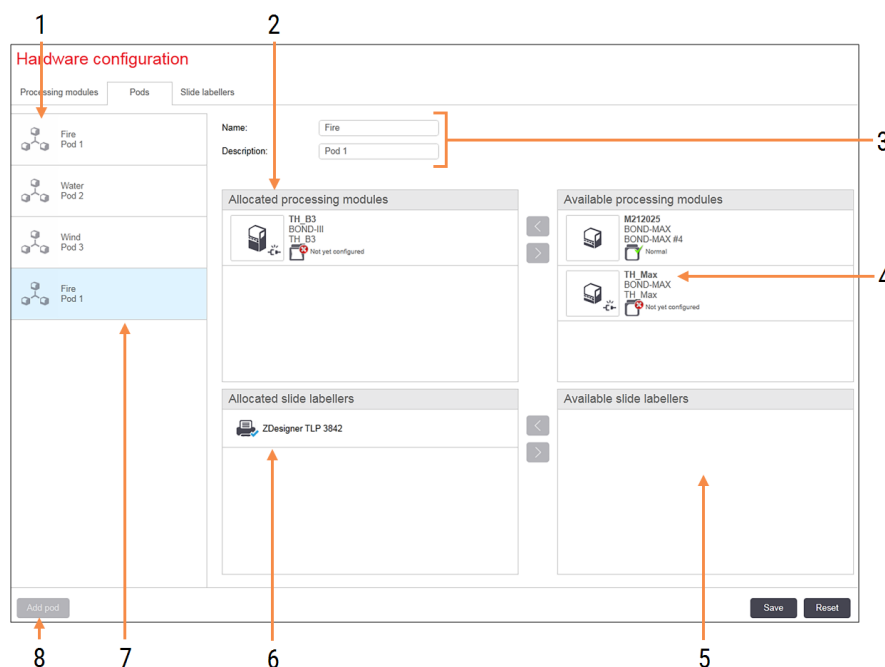 1
2
Hardware configuration
Processing modules
Pods
Slide labellers
Fire
Pod 1
Water
Pod 2
Wind
Pod 3
Fire
Pod 1
Name:
Fire
Description:
Pod 1
3
Allocated processing modules
TH_B3
BOND-III
TH_B3
Not yet configured
<
>
Available processing modules
M212025
BOND-MAX
BOND-MAX #4
Normal
TH_Max
BOND-MAX
TH_Max
Not yet configured
4
Allocated slide labellers
ZDesigner TLP 3842
<
>
Available slide labellers
Add pod
Save
Reset
8
7
6
5